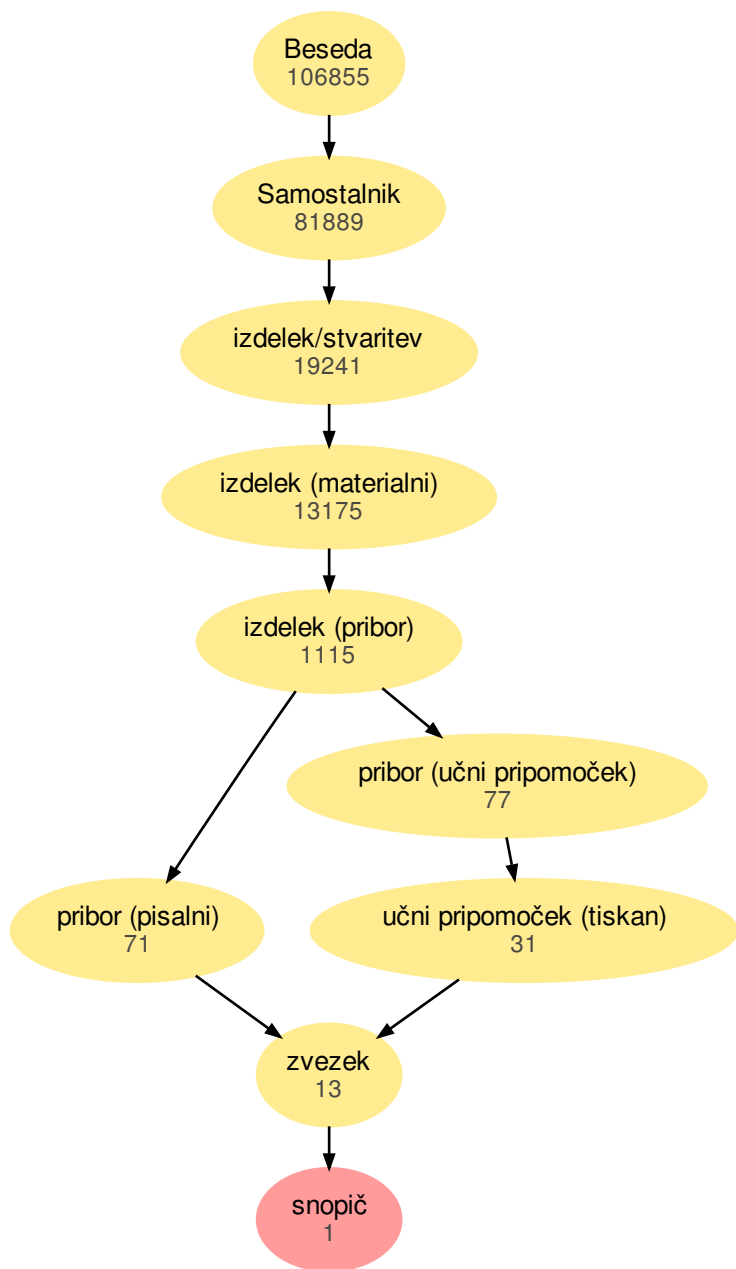 Beseda
106855
Samostalnik
81889
izdelek/stvaritev
19241
izdelek (materialni)
13175
izdelek (pribor)
1115
pribor (učni pripomoček)
77
pribor (pisalni)
71
učni pripomoček (tiskan)
31
zvezek
13
snopič
1